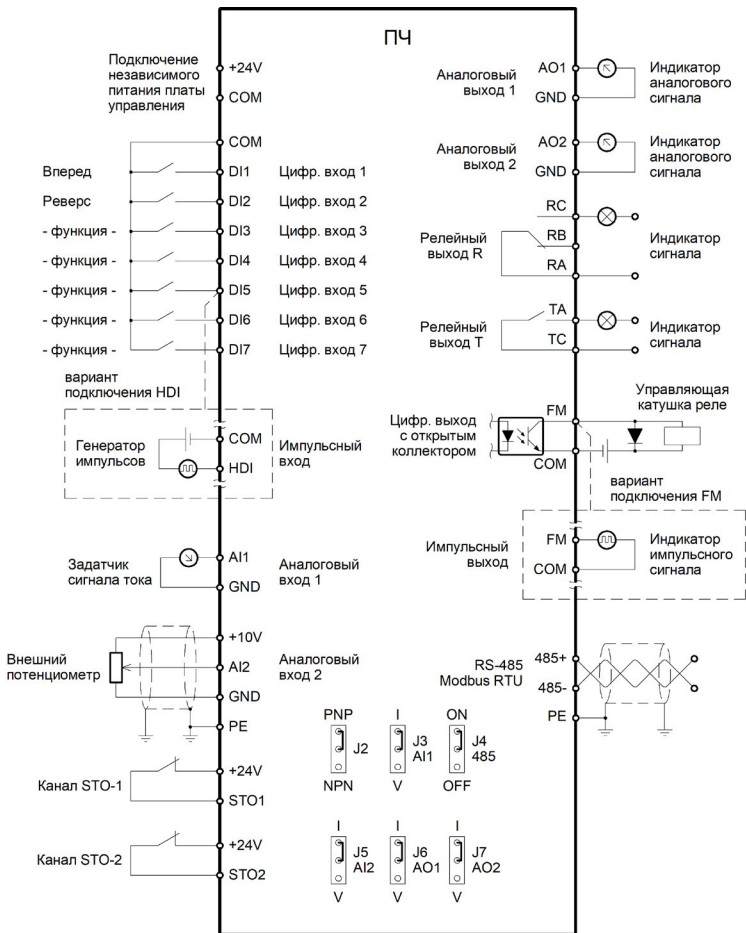 ПЧ
Подключение
независимого
питания платы
управления
+24V
COM
COM
Вперед
DI1
Цифр. вход 1
Реверс
DI2
Цифр. вход 2
- функция -
DI3
Цифр. вход 3
- функция -
DI4
Цифр. вход 4
- функция -
DI5
Цифр. вход 5
- функция -
DI6
Цифр. вход 6
- функция -
DI7
Цифр. вход 7
вариант
подключения HDI
Генератор
импульсов
COM
HDI
Импульсный
вход
Задатчик
сигнала тока
AI1
GND
Аналоговый
вход 1
Внешний
потенциометр
+10V
AI2
GND
PE
Аналоговый
вход 2
Канал STO-1
+24V
STO1
Канал STO-2
+24V
STO2
Аналоговый
выход 1
AO1
GND
Индикатор
аналогового
сигнала
Аналоговый
выход 2
AO2
GND
Индикатор
аналогового
сигнала
Релейный
выход R
RC
RB
RA
Индикатор
сигнала
Релейный
выход T
TA
TC
Индикатор
сигнала
Цифр. выход
с открытым
коллектором
FM
COM
Управляющая
катушка реле
вариант
подключения FM
Импульсный
выход
FM
COM
Индикатор
импульсного
сигнала
RS-485
Modbus RTU
485+
485-
PE
PNP
J2
NPN
I
J3
AI1
V
ON
J4
485
OFF
I
J5
AI2
V
I
J6
AO1
V
I
J7
AO2
V